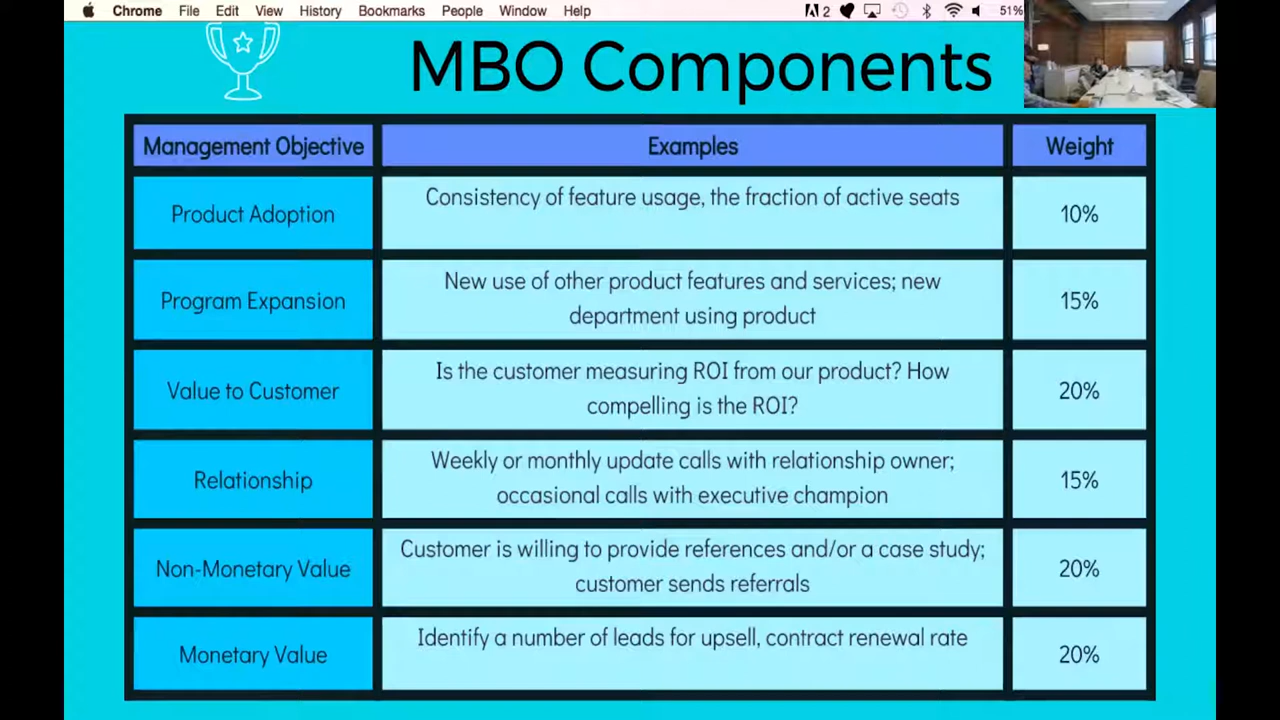 Chrome File Edit View History Bookmarks People Window Help 2 51%
MBO Components
Management Objective Examples Weight
Product Adoption Consistency of feature usage, the fraction of active seats 10%
Program Expansion New use of other product features and services; new
department using product 15%
Value to Customer Is the customer measuring ROI from our product? How
compelling is the ROI? 20%
Relationship Weekly or monthly update calls with relationship owner;
occasional calls with executive champion 15%
Non-Monetary Value Customer is willing to provide references and/or a case study;
customer sends referrals 20%
Monetary Value Identify a number of leads for upsell, contract renewal rate 20%